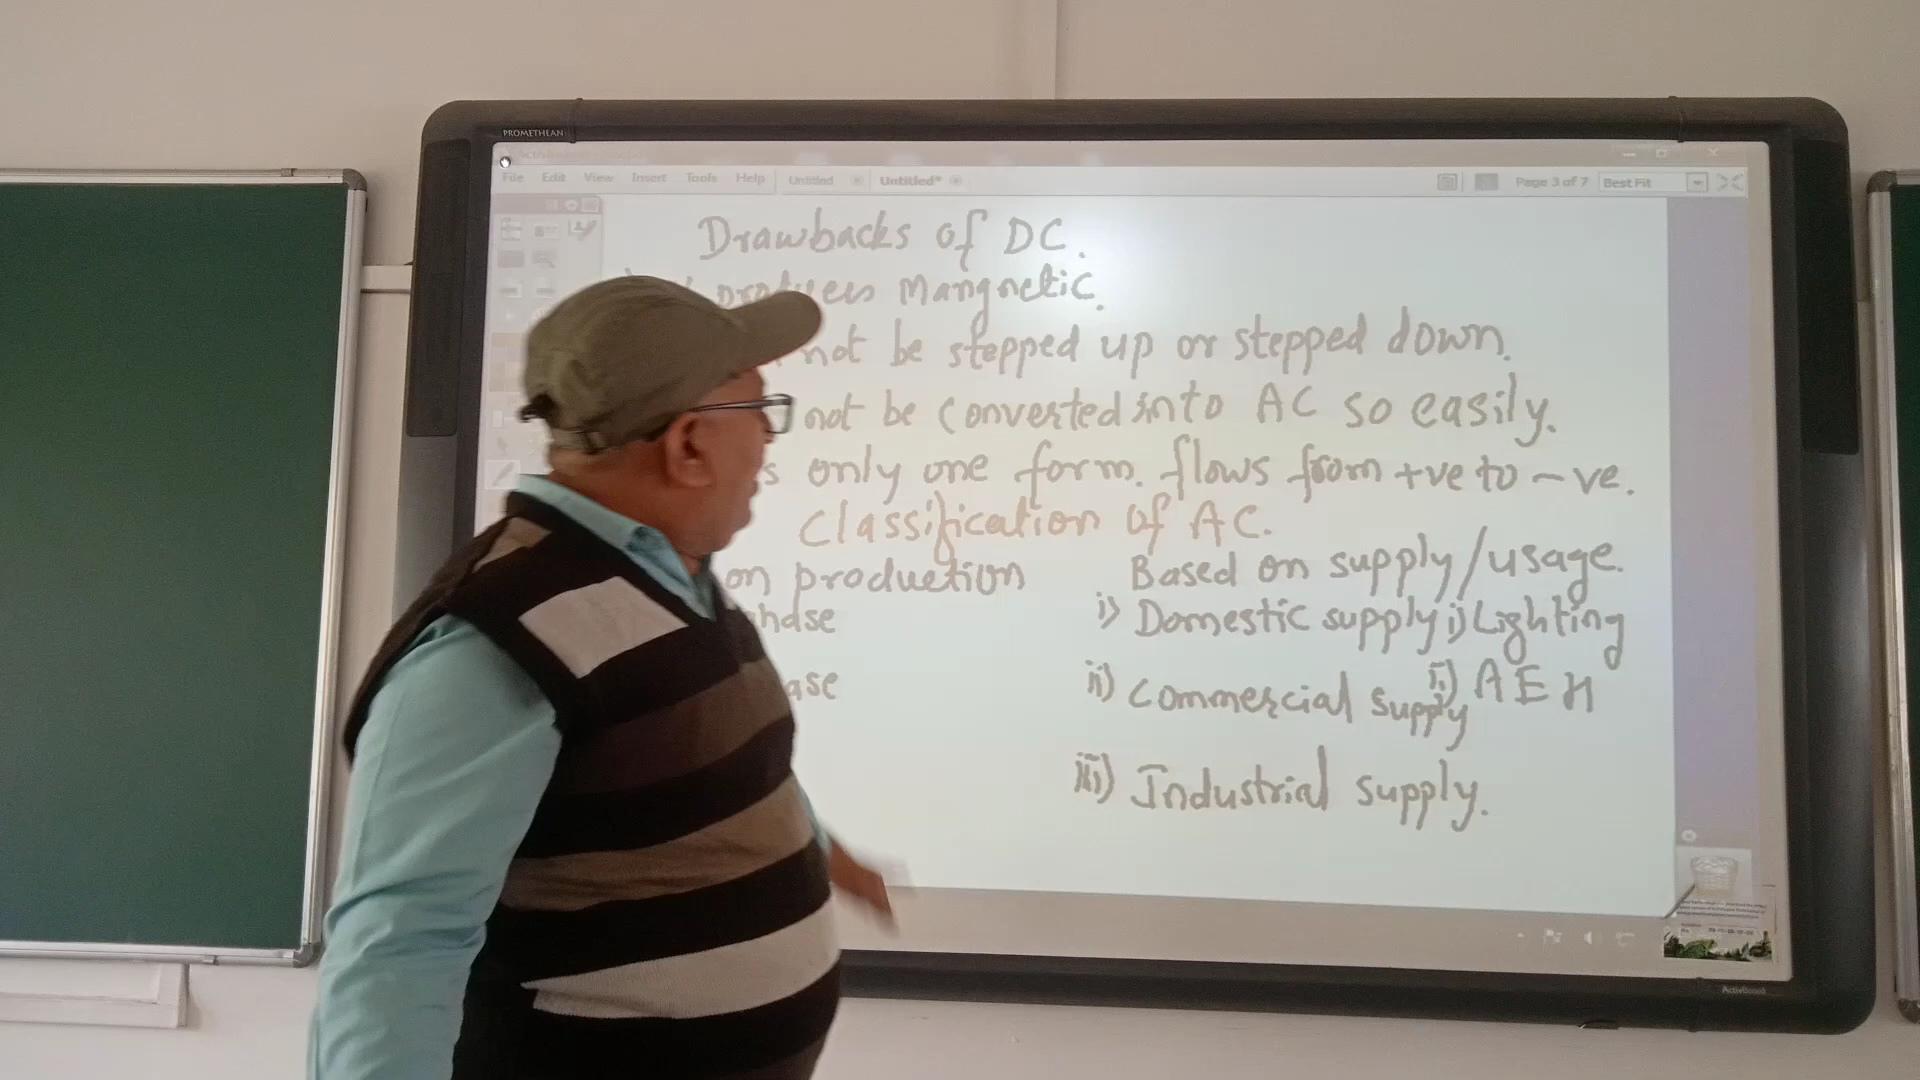 PROMETHEAN
File Edit View Insert Tools Help Untitled Untitled* Page 3 of 7 Best Fit
Drawbacks of DC.
produces Mangnetic.
not be stepped up or stepped down.
not be converted into AC so easily.
only one form. flows from +ve to -ve.
Classification of AC.
on production
Based on supply/usage.
i) Domestic supply i) Lighting
ii) Commercial supply ii) AEH
iii) Industrial supply.
ActivBoard